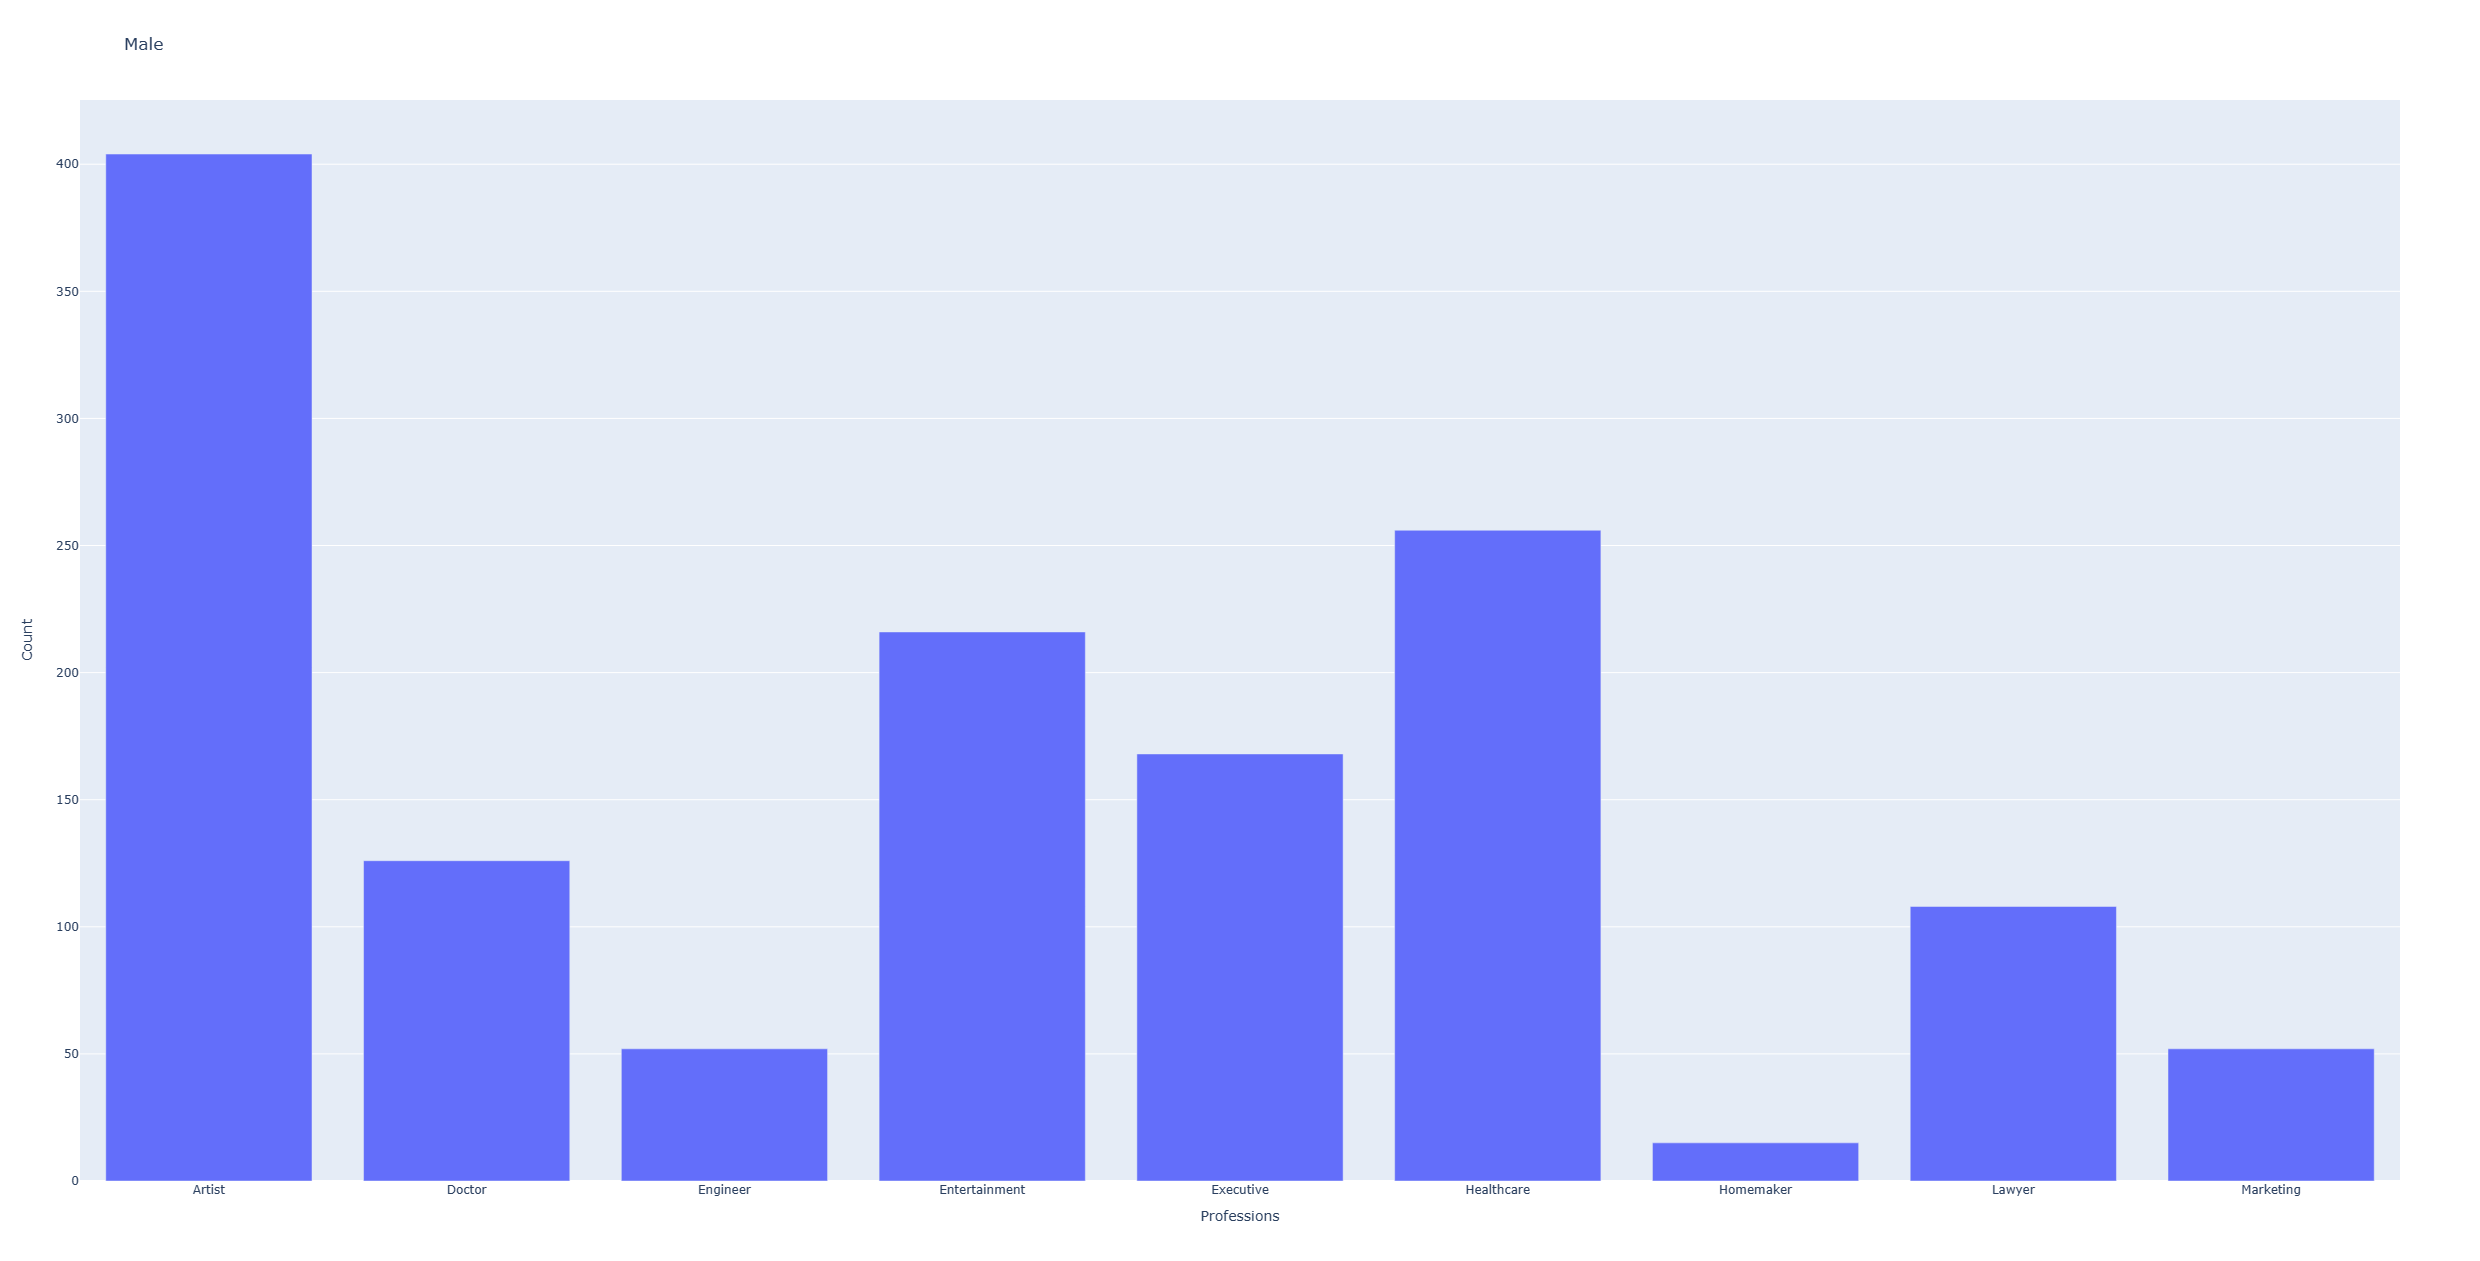 Male
Count
400
350
300
250
200
150
100
50
0
Artist Doctor Engineer Entertainment Executive Healthcare Homemaker Lawyer Marketing
Professions